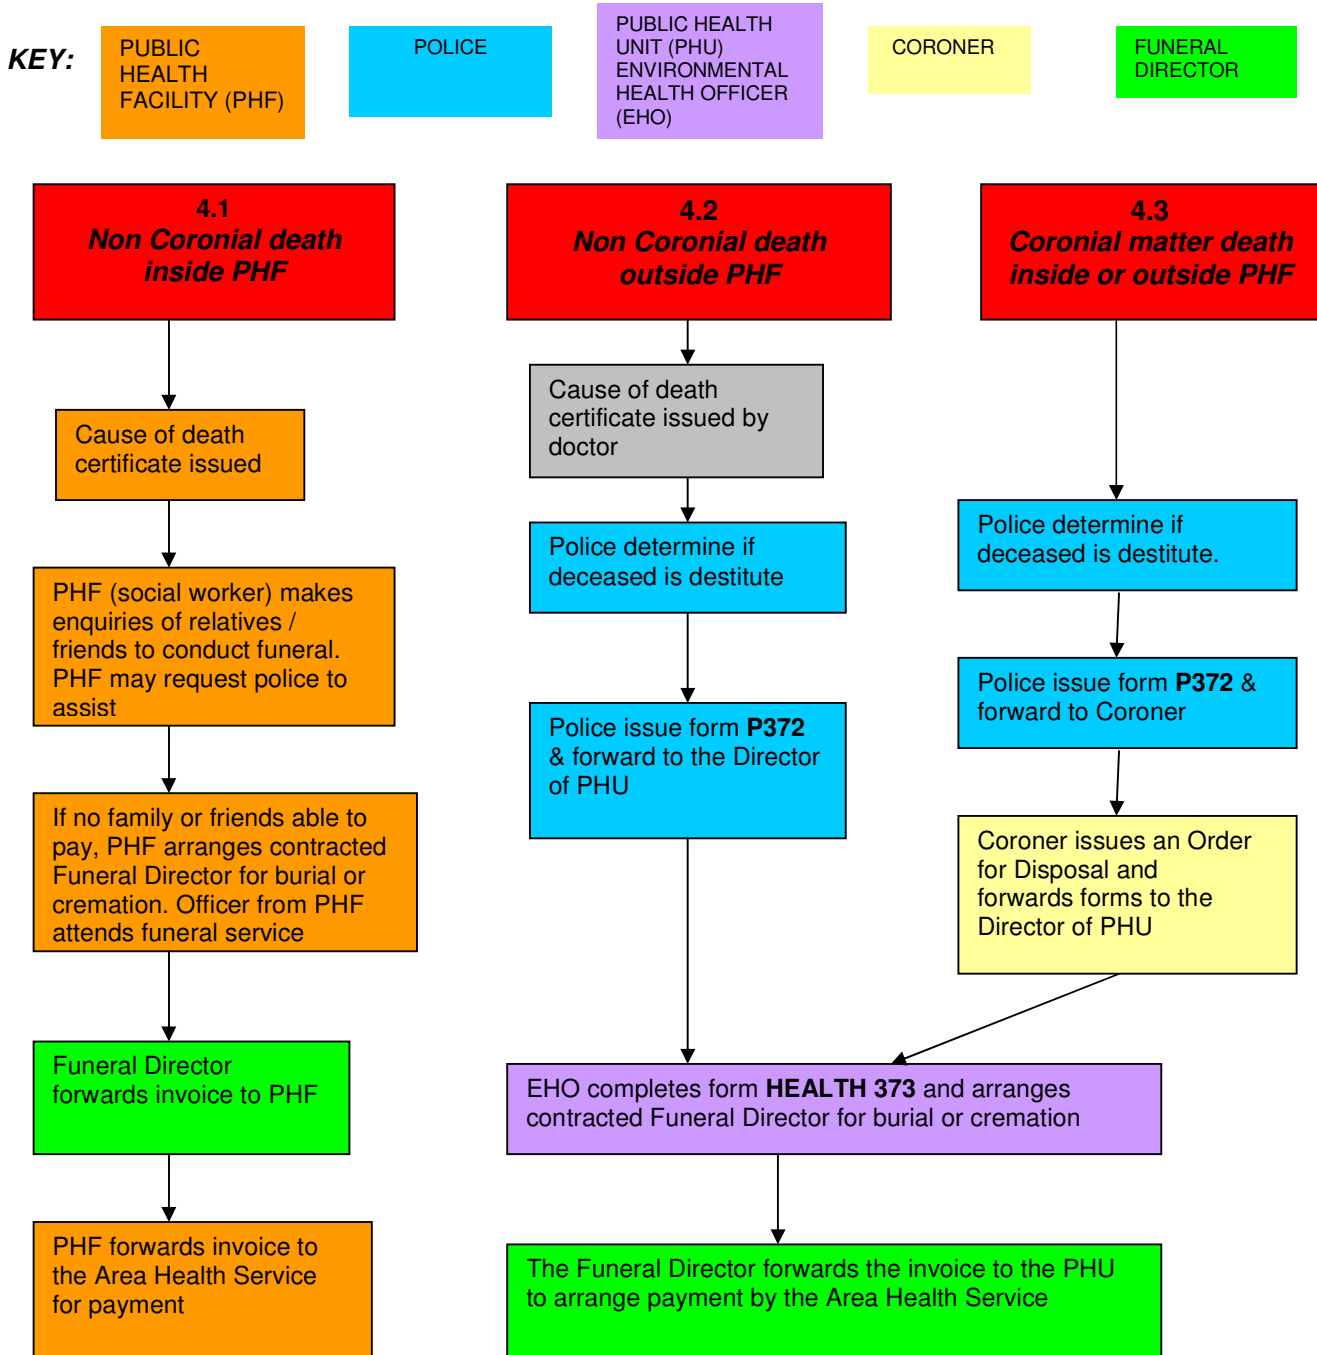 KEY:
PUBLIC
HEALTH
FACILITY (PHF)
POLICE
PUBLIC HEALTH
UNIT (PHU)
ENVIRONMENTAL
HEALTH OFFICER
(EHO)
CORONER
FUNERAL
DIRECTOR
4.1
Non Coronial death
inside PHF
Cause of death
certificate issued
PHF (social worker) makes
enquiries of relatives /
friends to conduct funeral.
PHF may request police to
assist
If no family or friends able to
pay, PHF arranges contracted
Funeral Director for burial or
cremation. Officer from PHF
attends funeral service
Funeral Director
forwards invoice to PHF
PHF forwards invoice to
the Area Health Service
for payment
4.2
Non Coronial death
outside PHF
Cause of death
certificate issued by
doctor
Police determine if
deceased is destitute
Police issue form P372
& forward to the Director
of PHU
4.3
Coronial matter death
inside or outside PHF
Police determine if
deceased is destitute.
Police issue form P372 &
forward to Coroner
Coroner issues an Order
for Disposal and
forwards forms to the
Director of PHU
EHO completes form HEALTH 373 and arranges
contracted Funeral Director for burial or cremation
The Funeral Director forwards the invoice to the PHU
to arrange payment by the Area Health Service